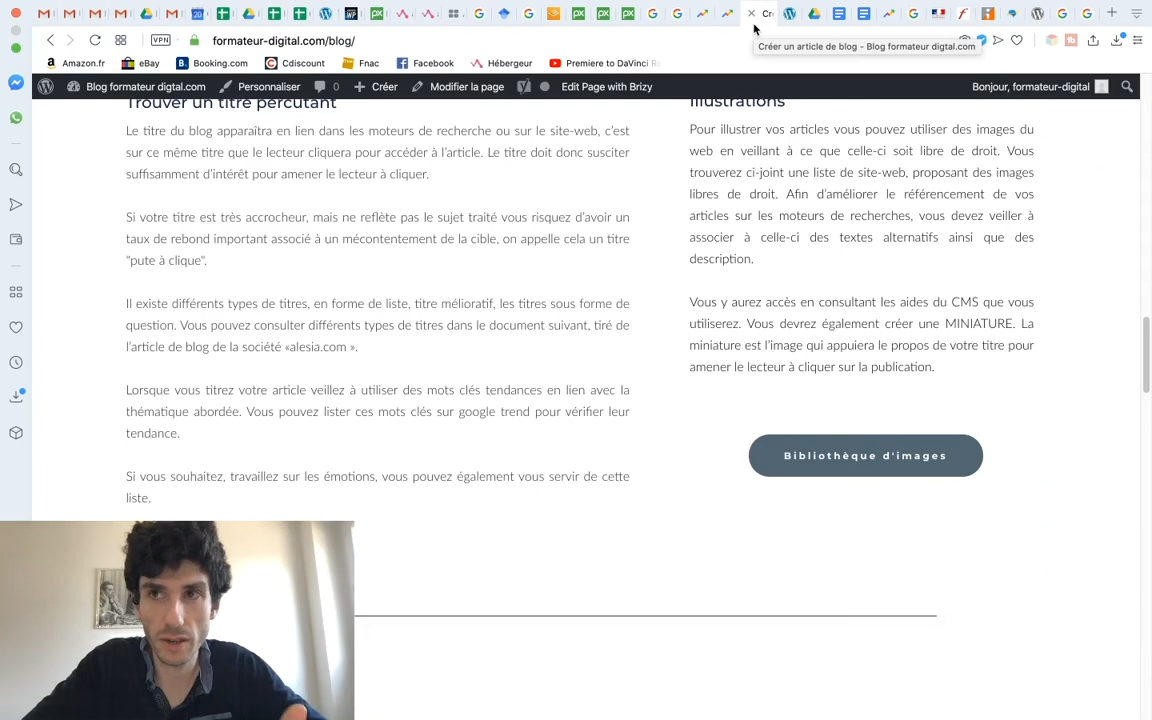 Cr
VPN
formateur-digital.com/blog/
Créer un article de blog - Blog formateur digtal.com
Amazon.fr
eBay
Booking.com
Cdiscount
Fnac
Facebook
Hébergeur
Premiere to DaVinci Re
Blog formateur digtal.com
Personnaliser
0
Créer
Modifier la page
Edit Page with Brizy
Bonjour, formateur-digital
Trouver un titre percutant
Le titre du blog apparaîtra en lien dans les moteurs de recherche ou sur le site-web, c'est
sur ce même titre que le lecteur cliquera pour accéder à l'article. Le titre doit donc susciter
suffisamment d'intérêt pour amener le lecteur à cliquer.
Si votre titre est très accrocheur, mais ne reflète pas le sujet traité vous risquez d'avoir un
taux de rebond important associé à un mécontentement de la cible, on appelle cela un titre
"pute à clique".
Il existe différents types de titres, en forme de liste, titre mélioratif, les titres sous forme de
question. Vous pouvez consulter différents types de titres dans le document suivant, tiré de
l'article de blog de la société «alesia.com ».
Lorsque vous titrez votre article veillez à utiliser des mots clés tendances en lien avec la
thématique abordée. Vous pouvez lister ces mots clés sur google trend pour vérifier leur
tendance.
Si vous souhaitez, travaillez sur les émotions, vous pouvez également vous servir de cette
liste.
Illustrations
Pour illustrer vos articles vous pouvez utiliser des images du
web en veillant à ce que celle-ci soit libre de droit. Vous
trouverez ci-joint une liste de site-web, proposant des images
libres de droit. Afin d'améliorer le référencement de vos
articles sur les moteurs de recherches, vous devez veiller à
associer à celle-ci des textes alternatifs ainsi que des
description.
Vous y aurez accès en consultant les aides du CMS que vous
utiliserez. Vous devrez également créer une MINIATURE. La
miniature est l'image qui appuiera le propos de votre titre pour
amener le lecteur à cliquer sur la publication.
Bibliothèque d'images